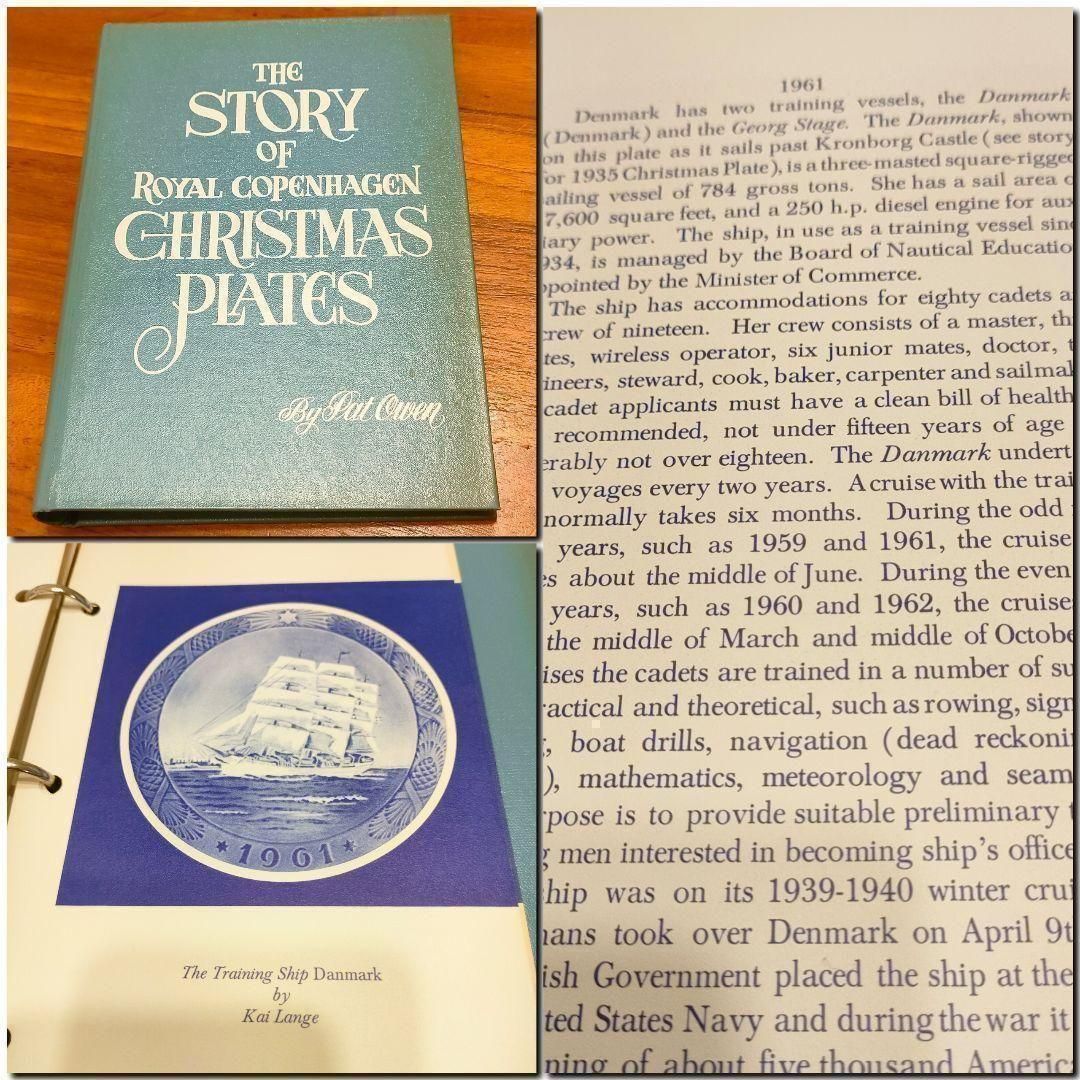 THE
STORY
OF
ROYAL COPENHAGEN
CHRISTMAS
PLATES
By Pat Owen
1961
The Training Ship Danmark
by
Kai Lange
1961
Denmark has two training vessels, the Danmark
(Denmark) and the Georg Stage. The Danmark, shown
on this plate as it sails past Kronborg Castle (see story
for 1935 Christmas Plate), is a three-masted square-rigged
ailing vessel of 784 gross tons. She has a sail area o
7,600 square feet, and a 250 h.p. diesel engine for aux
iary power. The ship, in use as a training vessel sinc
934, is managed by the Board of Nautical Educatio
ppointed by the Minister of Commerce.
The ship has accommodations for eighty cadets a
crew of nineteen. Her crew consists of a master, th
tes, wireless operator, six junior mates, doctor, t
ineers, steward, cook, baker, carpenter and sailmak
cadet applicants must have a clean bill of health
recommended, not under fifteen years of age
erably not over eighteen. The Danmark undert
voyages every two years. A cruise with the trai
normally takes six months. During the odd
years, such as 1959 and 1961, the cruise
es about the middle of June. During the even
years, such as 1960 and 1962, the cruise
the middle of March and middle of Octobe
ises the cadets are trained in a number of su
ractical and theoretical, such as rowing, sign
, boat drills, navigation (dead reckoni
), mathematics, meteorology and seam
rpose is to provide suitable preliminary t
g men interested in becoming ship's office
hip was on its 1939-1940 winter crui
mans took over Denmark on April 9t
ish Government placed the ship at the
ted States Navy and during the war it
ning of about five thousand Americ